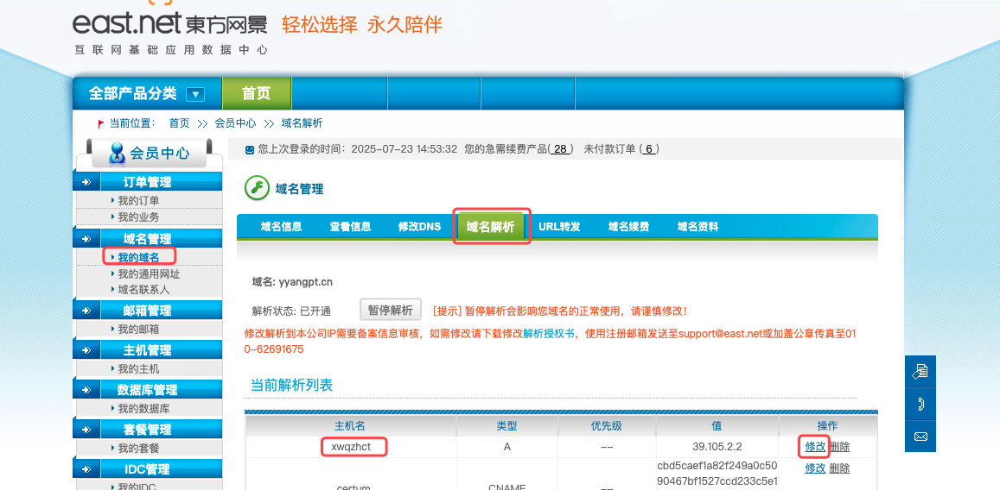 east.net 東方网景 轻松选择 永久陪伴
互联网基础应用数据中心
全部产品分类 首页
当前位置： 首页 >> 会员中心 >> 域名解析
会员中心
您上次登录的时间：2025-07-23 14:53:32 您的急需续费产品( 28 ) 未付款订单 ( 6 )
订单管理
我的订单
我的业务
域名管理
我的域名
我的通用网址
域名联系人
邮箱管理
我的邮箱
主机管理
我的主机
数据库管理
我的数据库
套餐管理
我的套餐
IDC管理
我的IDC
域名管理
域名信息 查看信息 修改DNS 域名解析 URL转发 域名续费 域名资料
域名: yyangpt.cn
解析状态: 已开通 暂停解析 [提示] 暂停解析会影响您域名的正常使用，请谨慎修改！
修改解析到本公司IP需要备案信息审核，如需修改请下载修改解析授权书，使用注册邮箱发送至support@east.net或加盖公章传真至01
0-62691675
当前解析列表
主机名 类型 优先级 值 操作
xwqzhct A -- 39.105.2.2 修改 删除
cbd5caef1a82f249a0c50 修改 删除
90467bf1527ccd233c5e1
certum CNAME --